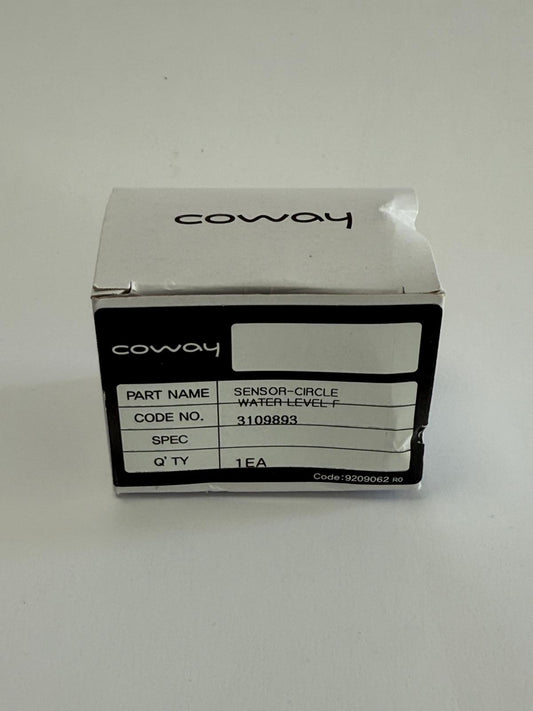 coway
coway
PART NAME SENSOR-CIRCLE
WATER LEVEL F
CODE NO. 3109893
SPEC
Q'TY 1EA
Code:9209062 R0